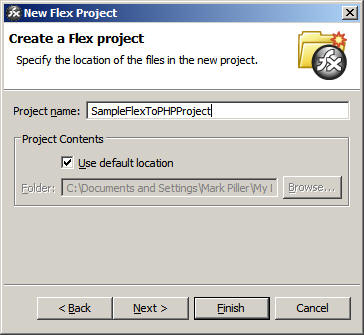 New Flex Project
Create a Flex project
Specify the location of the files in the new project.
fx
Project name: SampleFlexToPHPProject
Project Contents
Use default location
Folder: C:\Documents and Settings\Mark Piller\My
Browse...
< Back Next > Finish Cancel